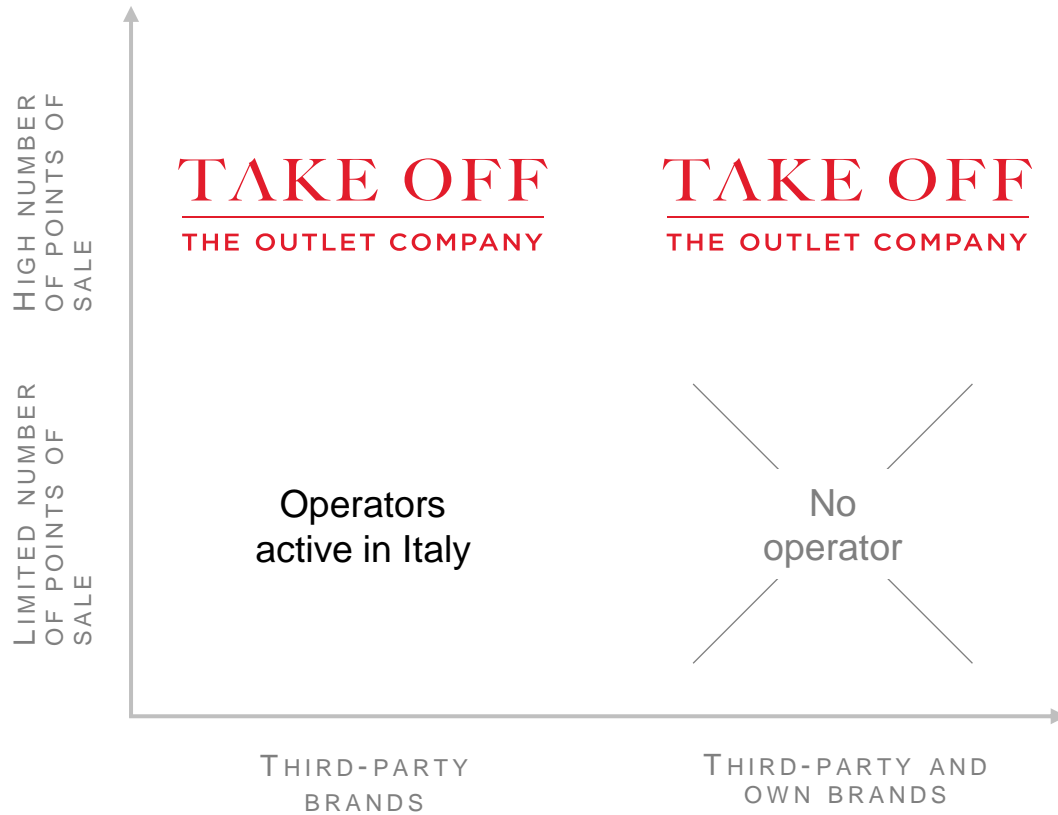 HIGH NUMBER
OF POINTS OF
SALE
TAKE OFF
THE OUTLET COMPANY
TAKE OFF
THE OUTLET COMPANY
LIMITED NUMBER
OF POINTS OF
SALE
Operators
active in Italy
No
operator
THIRD-PARTY
BRANDS
THIRD-PARTY AND
OWN BRANDS